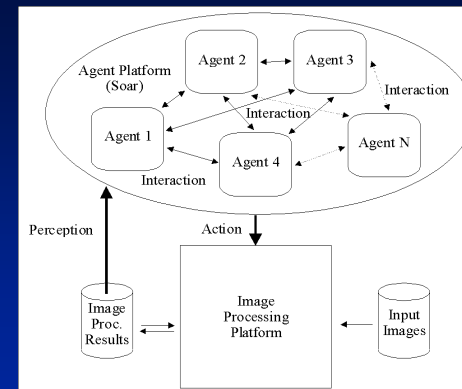 Agent 2
Agent 3
Agent Platform
(Soar)
Interaction
Interaction
Agent 1
Agent 4
Agent N
Interaction
Perception
Action
Image
Proc.
Results
Image
Processing
Platform
Input
Images